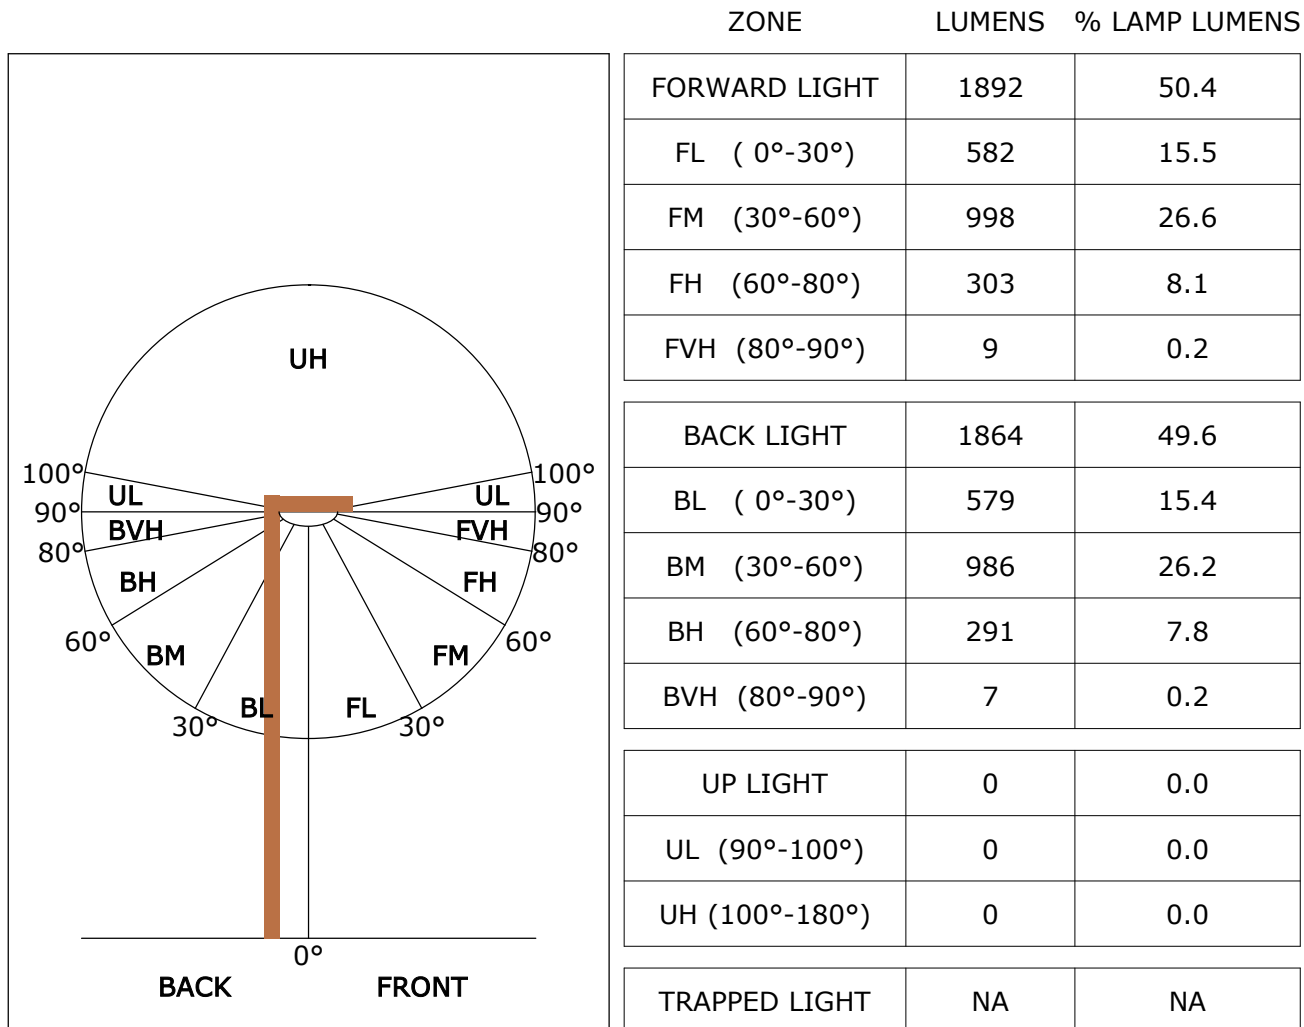 ZONE LUMENS % LAMP LUMENS
FORWARD LIGHT 1892 50.4
FL ( 0°-30°) 582 15.5
FM (30°-60°) 998 26.6
FH (60°-80°) 303 8.1
FVH (80°-90°) 9 0.2
BACK LIGHT 1864 49.6
BL ( 0°-30°) 579 15.4
BM (30°-60°) 986 26.2
BH (60°-80°) 291 7.8
BVH (80°-90°) 7 0.2
UP LIGHT 0 0.0
UL (90°-100°) 0 0.0
UH (100°-180°) 0 0.0
TRAPPED LIGHT NA NA
UH
100° 100°
UL UL
90° 90°
BVH FVH
80° 80°
BH FH
60° 60°
BM FM
BL FL
30° 30°
0°
BACK FRONT